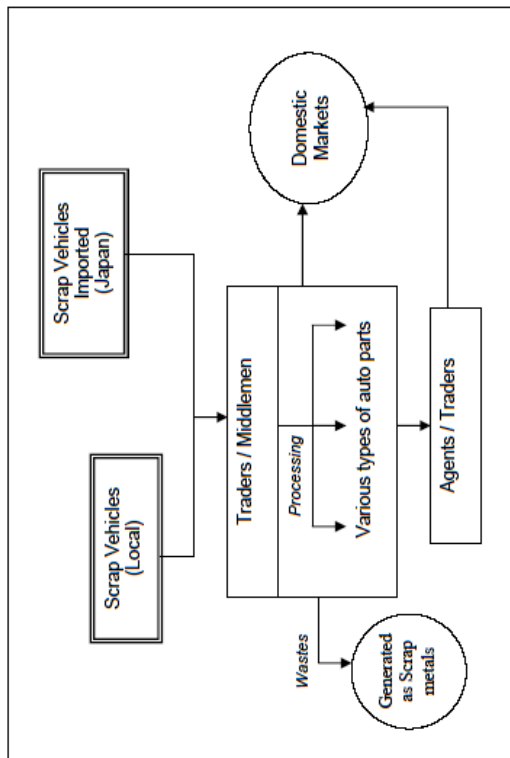 Scrap Vehicles
(Local)
Scrap Vehicles
Imported
(Japan)
Traders / Middlemen
Processing
Various types of auto parts
Wastes
Generated
as Scrap
metals
Domestic
Markets
Agents / Traders